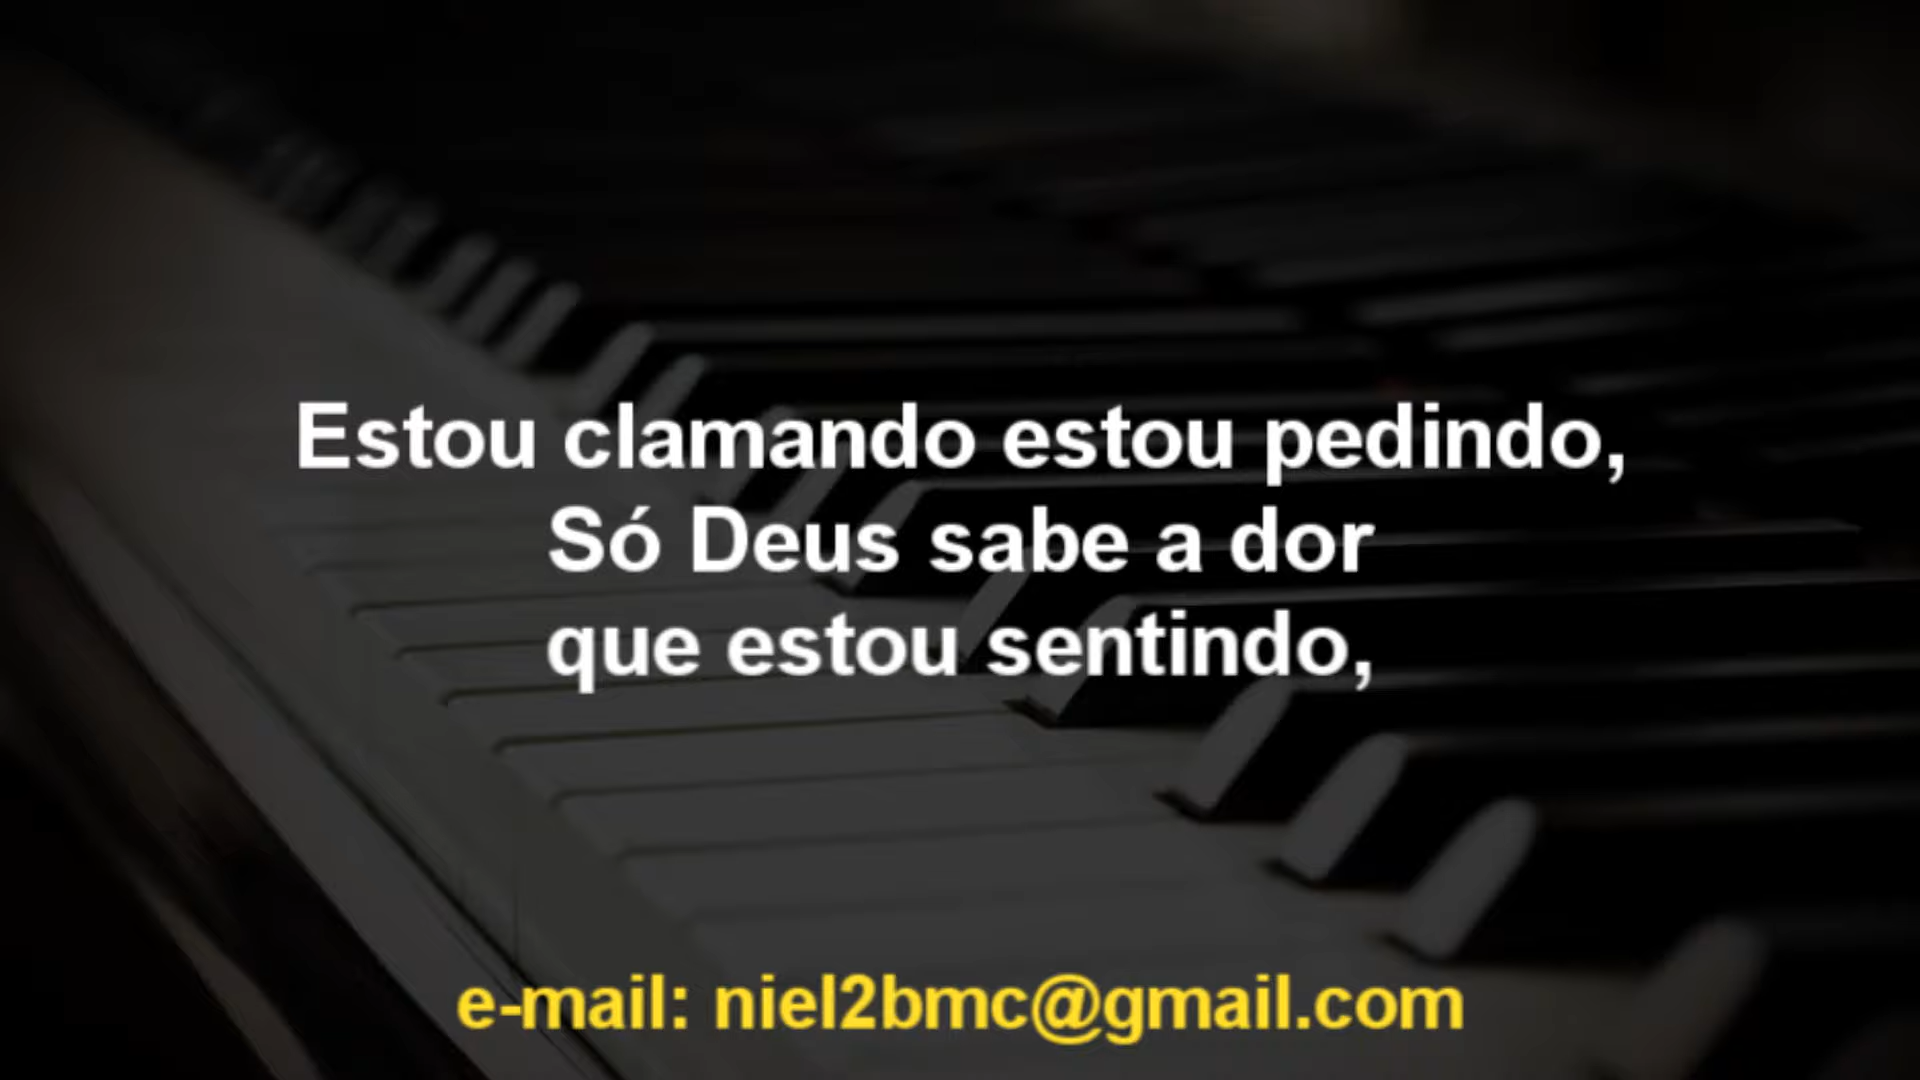 Estou clamando estou pedindo,
Só Deus sabe a dor
que estou sentindo,
e-mail: niel2bmc@gmail.com